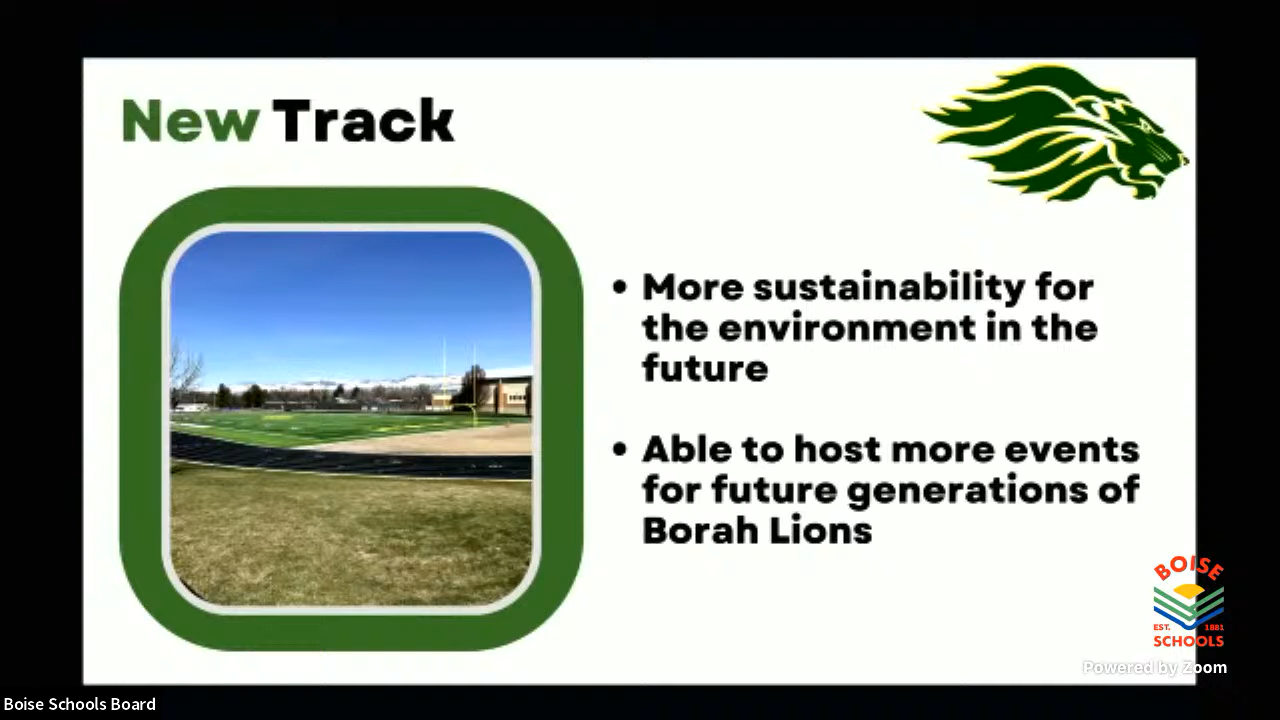 New Track
• More sustainability for
the environment in the
future
• Able to host more events
for future generations of
Borah Lions
BOISE
EST. 1881
SCHOOLS
Powered by Zoom
Boise Schools Board